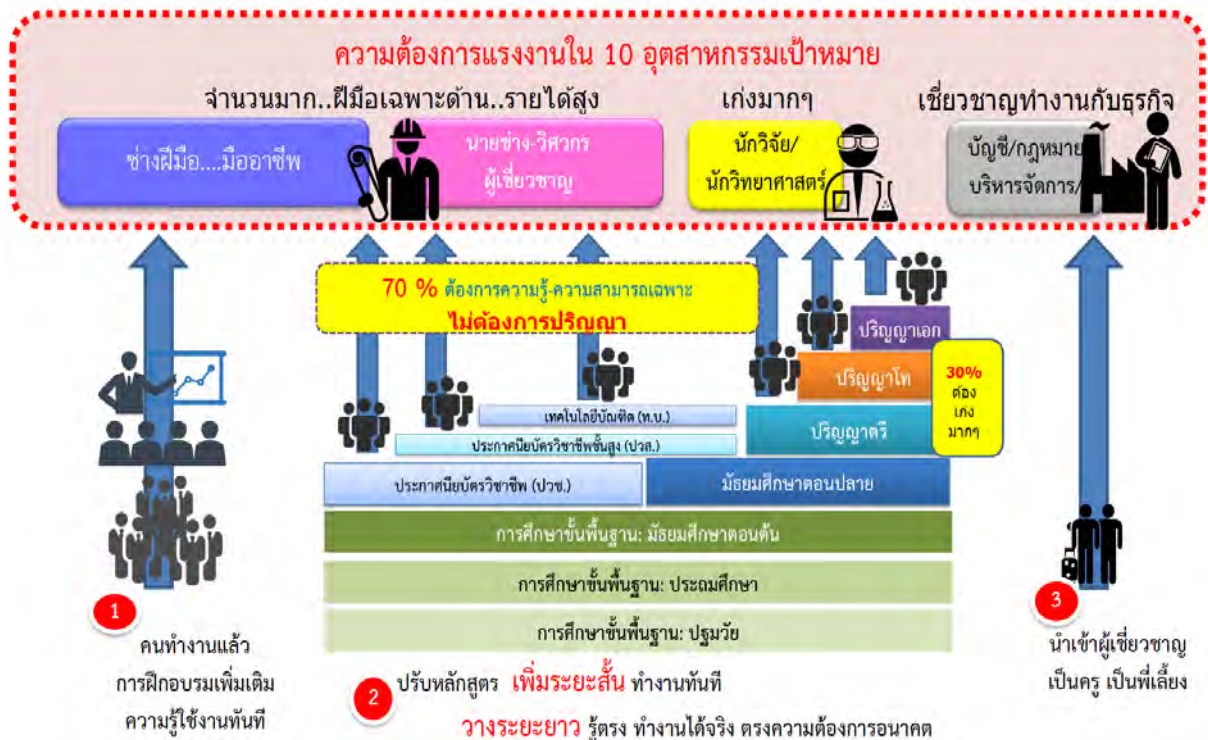 ความต้องการแรงงานใน 10 อุตสาหกรรมเป้าหมาย
จำนวนมาก..ฝีมือเฉพาะด้าน..รายได้สูง
เก่งมากๆ
เชี่ยวชาญทำงานกับธุรกิจ
ช่างฝีมือ....มืออาชีพ
นายช่าง-วิศวกร
ผู้เชี่ยวชาญ
นักวิจัย/
นักวิทยาศาสตร์
บัญชี/กฎหมาย
บริหารจัดการ/
70 % ต้องการความรู้-ความสามารถเฉพาะ
ไม่ต้องการปริญญา
ปริญญาเอก
ปริญญาโท
ปริญญาตรี
30%
ต้อง
เก่ง
มากๆ
เทคโนโลยีบัณฑิต (ท.บ.)
ประกาศนียบัตรวิชาชีพชั้นสูง (ปวส.)
ประกาศนียบัตรวิชาชีพ (ปวช.)
มัธยมศึกษาตอนปลาย
การศึกษาขั้นพื้นฐาน: มัธยมศึกษาตอนต้น
การศึกษาขั้นพื้นฐาน: ประถมศึกษา
การศึกษาขั้นพื้นฐาน: ปฐมวัย
1
คนทำงานแล้ว
การฝึกอบรมเพิ่มเติม
ความรู้ใช้งานทันที
2
ปรับหลักสูตร เพิ่มระยะสั้น ทำงานทันที
วางระยะยาว รู้ตรง ทำงานได้จริง ตรงความต้องการอนาคต
3
นำเข้าผู้เชี่ยวชาญ
เป็นครู เป็นพี่เลี้ยง